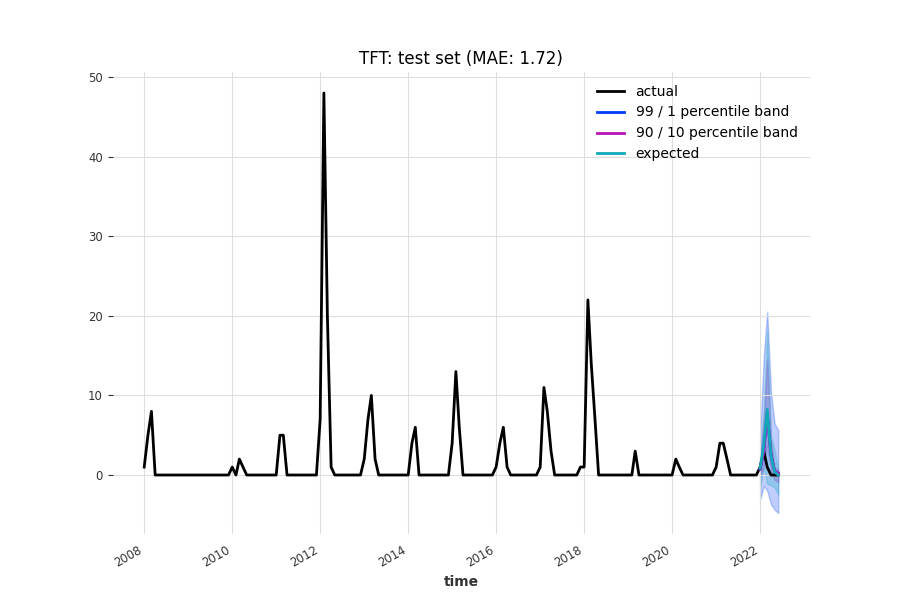 TFT: test set (MAE: 1.72)
actual
99 / 1 percentile band
90 / 10 percentile band
expected
50
40
30
20
10
0
2008
2010
2012
2014
2016
2018
2020
2022
time